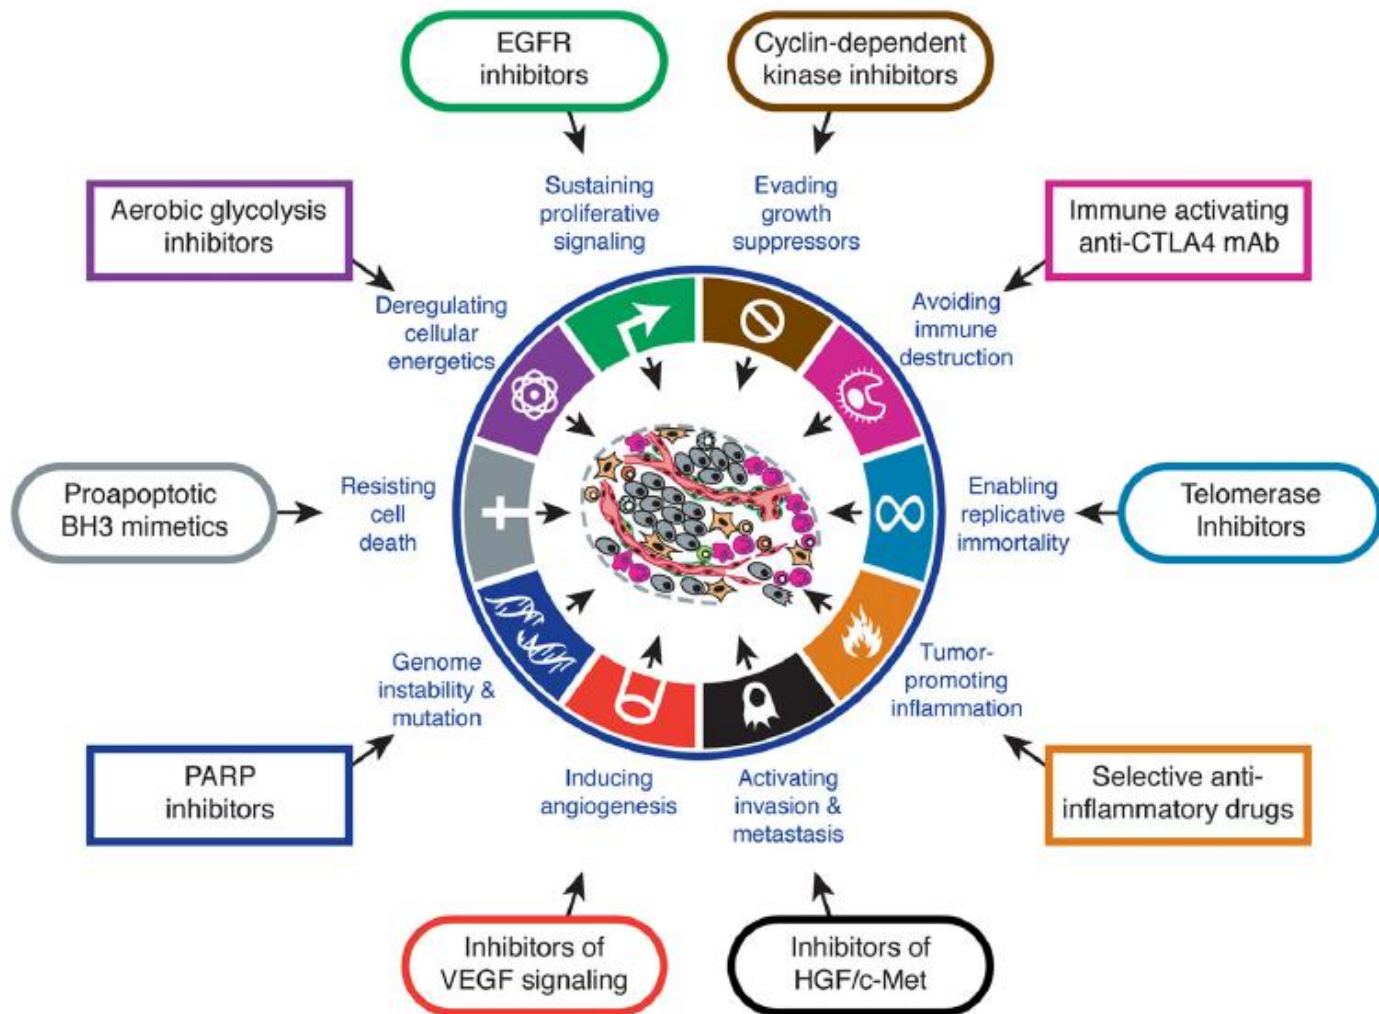 EGFR
inhibitors
Cyclin-dependent
kinase inhibitors
Sustaining
proliferative
signaling
Evading
growth
suppressors
Aerobic glycolysis
inhibitors
Immune activating
anti-CTLA4 mAb
Deregulating
cellular
energetics
Avoiding
immune
destruction
Proapoptotic
BH3 mimetics
Resisting
cell
death
Enabling
replicative
immortality
Telomerase
Inhibitors
Genome
instability &
mutation
Tumor-
promoting
inflammation
PARP
inhibitors
Inducing
angiogenesis
Activating
invasion &
metastasis
Selective anti-
inflammatory drugs
Inhibitors of
VEGF signaling
Inhibitors of
HGF/c-Met